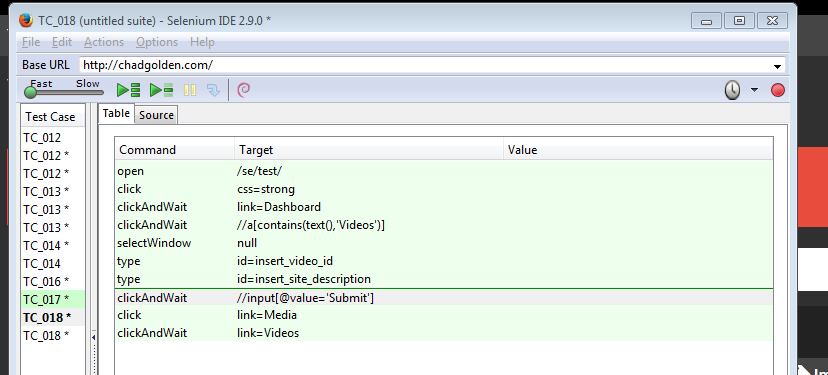 TC_018 (untitled suite) - Selenium IDE 2.9.0 *
File Edit Actions Options Help
Base URL http://chadgolden.com/
Fast Slow
Test Case
TC_012
TC_012 *
TC_012 *
TC_013 *
TC_013 *
TC_013 *
TC_014 *
TC_014
TC_016 *
TC_017 *
TC_018 *
TC_018 *
Table Source
Command Target Value
open /se/test/
click css=strong
clickAndWait link=Dashboard
clickAndWait //a[contains(text(),'Videos')]
selectWindow null
type id=insert_video_id
type id=insert_site_description
clickAndWait //input[@value='Submit']
click link=Media
clickAndWait link=Videos